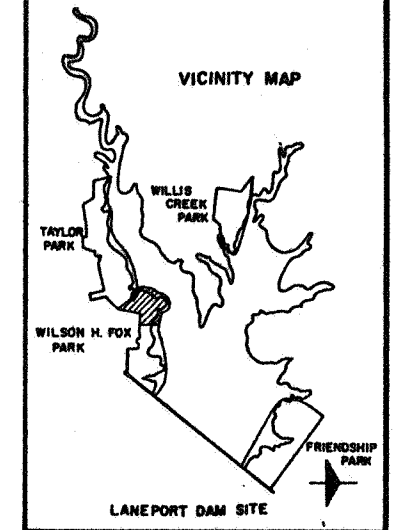 VICINITY MAP
WILLIS
CREEK
PARK
TAYLOR
PARK
WILSON H. FOX
PARK
FRIENDSHIP
PARK
LANEPORT DAM SITE